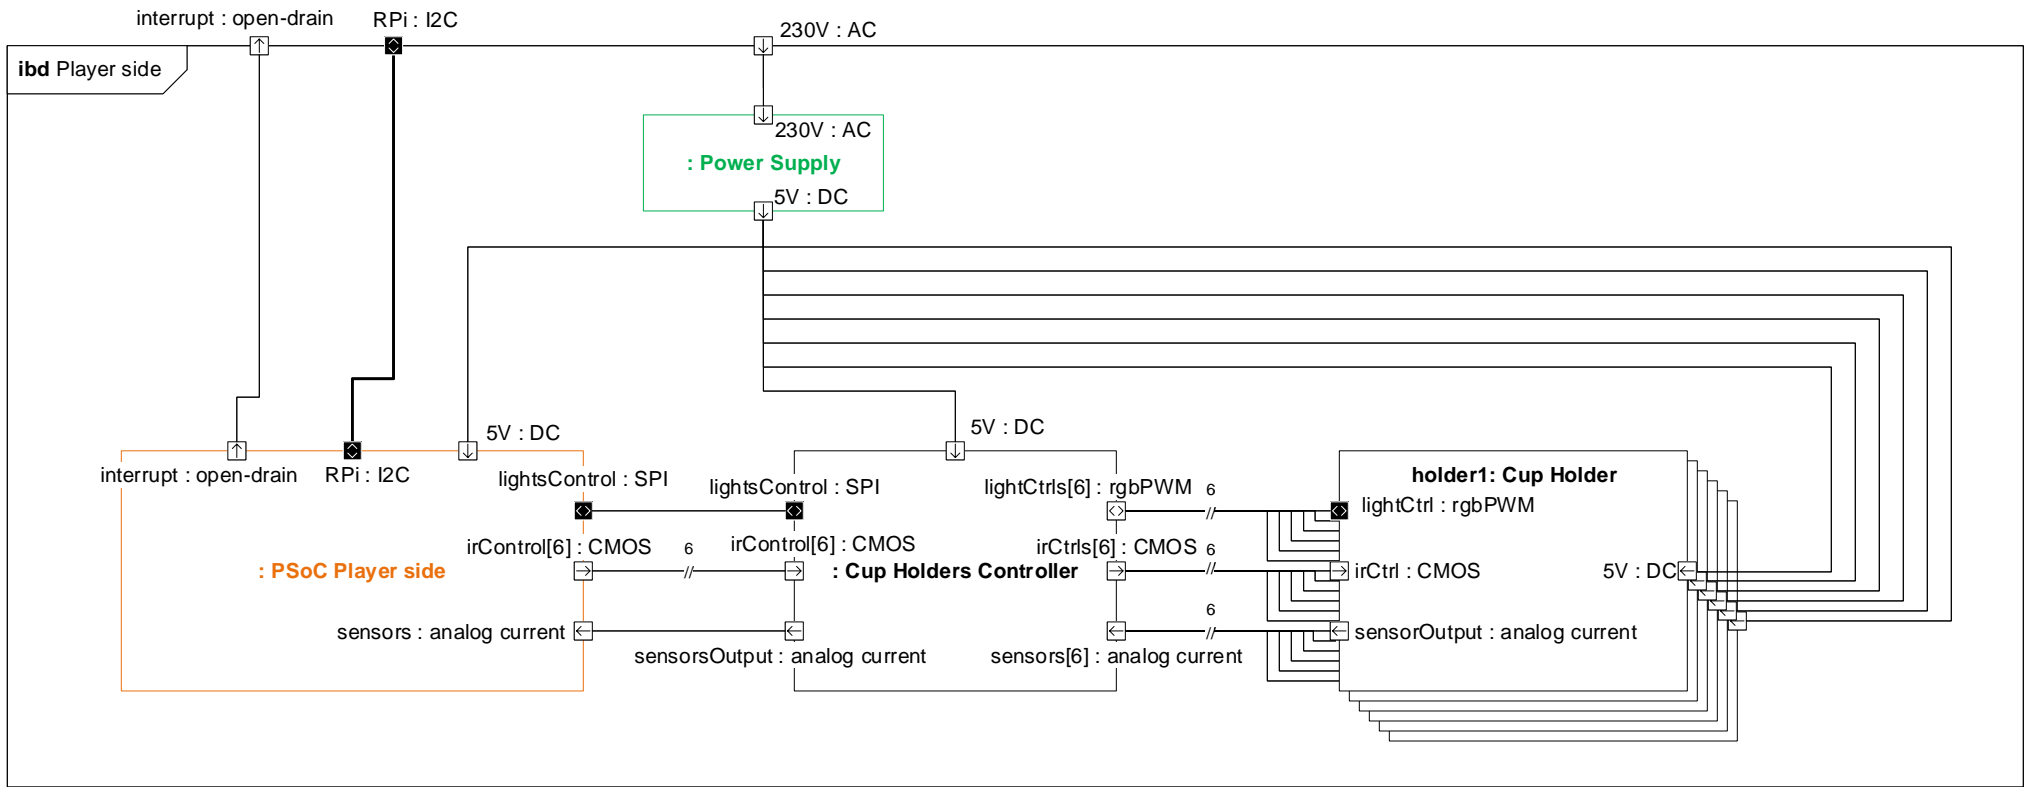 interrupt : open-drain
RPi : I2C
230V : AC
ibd Player side
230V : AC
: Power Supply
5V : DC
5V : DC
5V : DC
interrupt : open-drain
RPi : I2C
lightsControl : SPI
lightsControl : SPI
lightCtrls[6] : rgbPWM
6
holder1: Cup Holder
lightCtrl : rgbPWM
irControl[6] : CMOS
6
irControl[6] : CMOS
irCtrls[6] : CMOS
6
: PSoC Player side
: Cup Holders Controller
irCtrl : CMOS
5V : DC
6
sensors : analog current
sensorsOutput : analog current
sensors[6] : analog current
sensorOutput : analog current